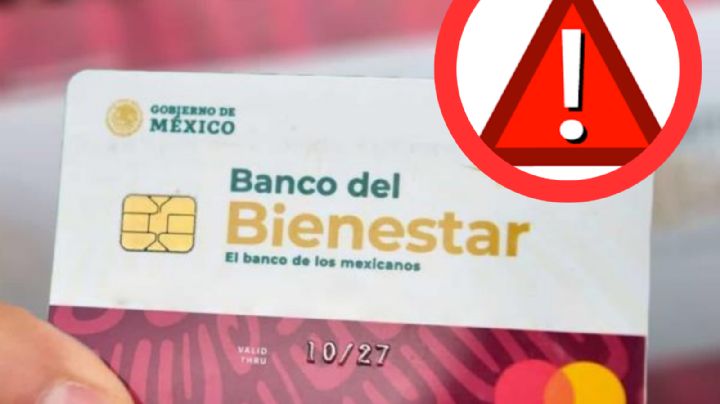 GOBIERNO DE
MÉXICO
Banco del
Bienestar
El banco de los mexicanos
VALID
THRU
10/27
!